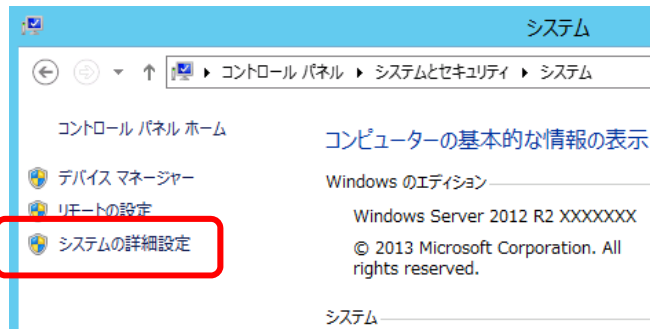 システム
コントロール パネル ▸ システムとセキュリティ ▸ システム
コントロール パネル ホーム
コンピューターの基本的な情報の表示
デバイス マネージャー
Windows のエディション
リモートの設定
Windows Server 2012 R2 XXXXXXX
システムの詳細設定
© 2013 Microsoft Corporation. All
rights reserved.
システム